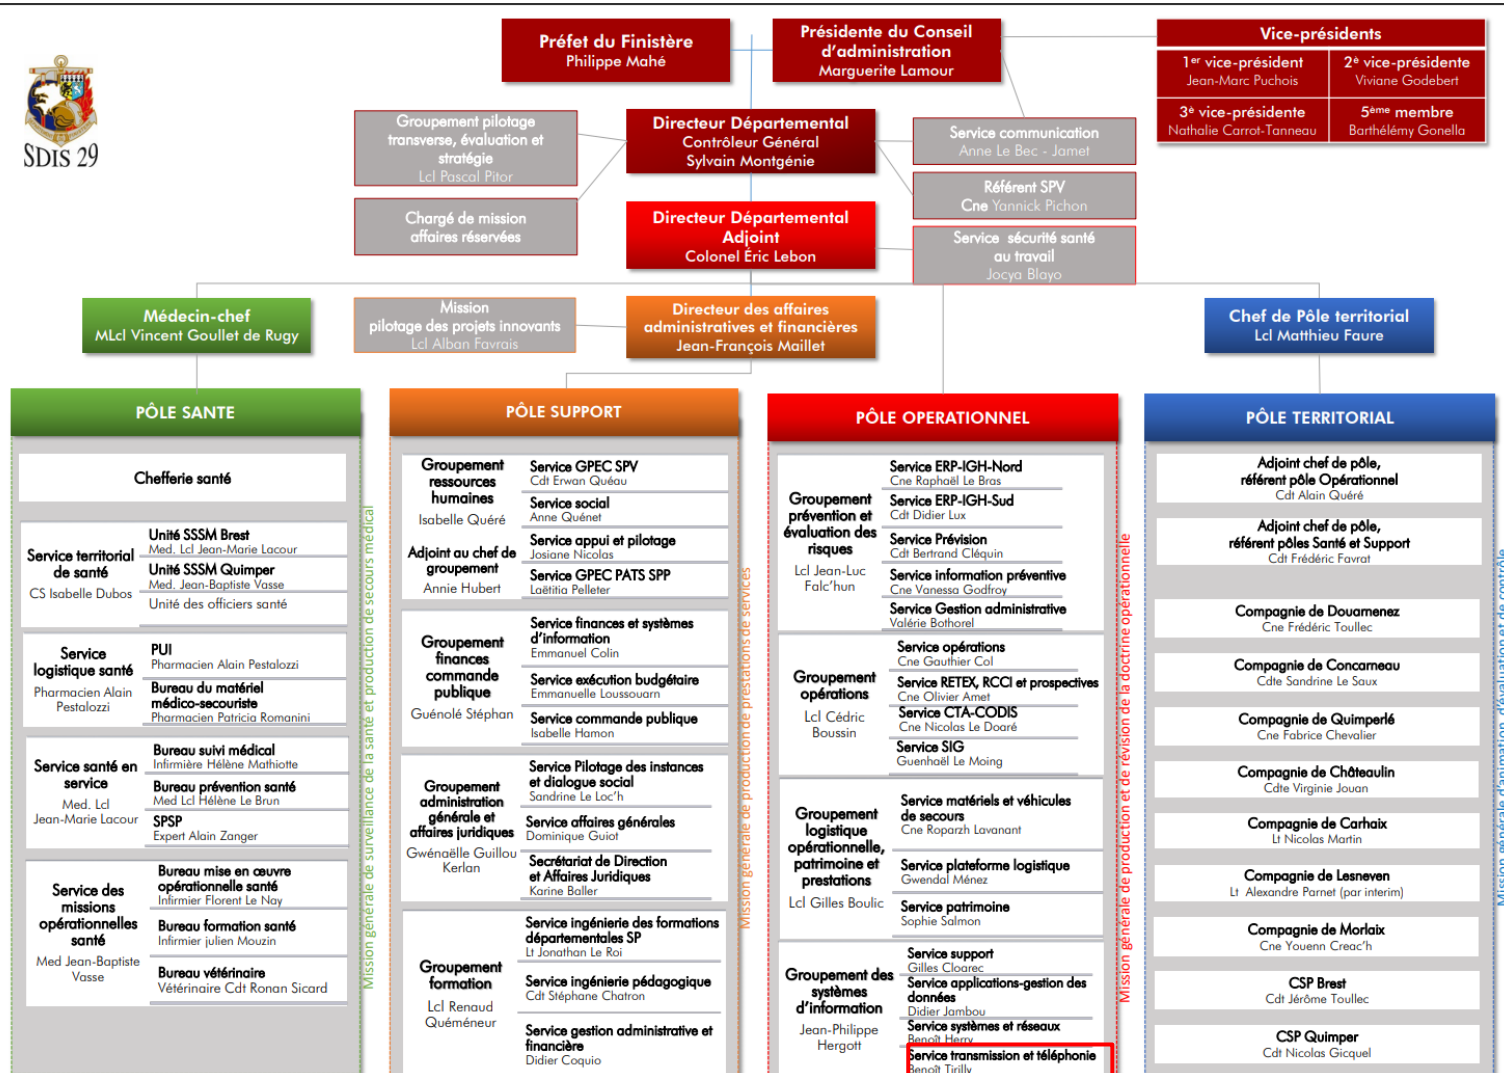 SDIS 29
Préfet du Finistère
Philippe Mahé
Présidente du Conseil
d'administration
Marguerite Lamour
Vice-présidents
1er vice-président
Jean-Marc Puchois
2è vice-présidente
Viviane Godebert
3è vice-présidente
Nathalie Carrot-Tanneau
5ème membre
Barthélémy Gonella
Groupement pilotage
transverse, évaluation et
stratégie
Lcl Pascal Pitor
Directeur Départemental
Contrôleur Général
Sylvain Montgénie
Service communication
Anne Le Bec - Jamet
Référent SPV
Cne Yannick Pichon
Chargé de mission
affaires réservées
Directeur Départemental
Adjoint
Colonel Éric Lebon
Service sécurité santé
au travail
Jocya Blayo
Médecin-chef
MLcl Vincent Goullet de Rugy
Mission
pilotage des projets innovants
Lcl Alban Favrais
Directeur des affaires
administratives et financières
Jean-François Maillet
Chef de Pôle territorial
Lcl Matthieu Faure
PÔLE SANTE
Chefferie santé
Service territorial
de santé
CS Isabelle Dubos
Unité SSSM Brest
Med. Lcl Jean-Marie Lacour
Unité SSSM Quimper
Med. Jean-Baptiste Vasse
Unité des officiers santé
Service
logistique santé
Pharmacien Alain
Pestalozzi
PUI
Pharmacien Alain Pestalozzi
Bureau du matériel
médico-secouriste
Pharmacien Patricia Romanini
Service santé en
service
Med. Lcl
Jean-Marie Lacour
Bureau suivi médical
Infirmière Hélène Mathiotte
Bureau prévention santé
Med Lcl Hélène Le Brun
SPSP
Expert Alain Zanger
Service des
missions
opérationnelles
santé
Med Jean-Baptiste
Vasse
Bureau mise en œuvre
opérationnelle santé
Infirmier Florent Le Nay
Bureau formation santé
Infirmier julien Mouzin
Bureau vétérinaire
Vétérinaire Cdt Ronan Sicard
Mission générale de surveillance de la santé et production de secours médical
PÔLE SUPPORT
Groupement
ressources
humaines
Isabelle Quéré
Adjoint au chef de
groupement
Annie Hubert
Service GPEC SPV
Cdt Erwan Quéau
Service social
Anne Quénet
Service appui et pilotage
Josiane Nicolas
Service GPEC PATS SPP
Laëtitia Pelleter
Groupement
finances
commande
publique
Guénolé Stéphan
Service finances et systèmes
d'information
Emmanuel Colin
Service exécution budgétaire
Emmanuelle Loussouarn
Service commande publique
Isabelle Hamon
Groupement
administration
générale et
affaires juridiques
Gwénaëlle Guillou
Kerlan
Service Pilotage des instances
et dialogue social
Sandrine Le Loc'h
Service affaires générales
Dominique Guiot
Secrétariat de Direction
et Affaires Juridiques
Karine Baller
Groupement
formation
Lcl Renaud
Quéméneur
Service ingénierie des formations
départementales SP
Lt Jonathan Le Roi
Service ingénierie pédagogique
Cdt Stéphane Chatron
Service gestion administrative et
financière
Didier Coquio
Mission générale de production de prestations de services
PÔLE OPERATIONNEL
Groupement
prévention et
évaluation des
risques
Lcl Jean-Luc
Falc'hun
Service ERP-IGH-Nord
Cne Raphaël Le Bras
Service ERP-IGH-Sud
Cdt Didier Lux
Service Prévision
Cdt Bertrand Cléquin
Service information préventive
Cne Vanessa Godfroy
Service Gestion administrative
Valérie Bothorel
Groupement
opérations
Lcl Cédric
Boussin
Service opérations
Cne Gauthier Col
Service RETEX, RCCI et prospectives
Cne Olivier Amet
Service CTA-CODIS
Cne Nicolas Le Doaré
Service SIG
Guenhaël Le Moing
Groupement
logistique
opérationnelle,
patrimoine et
prestations
Lcl Gilles Boulic
Service matériels et véhicules
de secours
Cne Roparzh Lavanant
Service plateforme logistique
Gwendal Ménez
Service patrimoine
Sophie Salmon
Groupement des
systèmes
d'information
Jean-Philippe
Hergott
Service support
Gilles Cloarec
Service applications-gestion des
données
Didier Jambou
Service systèmes et réseaux
Benoît Herry
Service transmission et téléphonie
Benoît Tirilly
Mission générale de production et de révision de la doctrine opérationnelle
PÔLE TERRITORIAL
Adjoint chef de pôle,
référent pôle Opérationnel
Cdt Alain Quéré
Adjoint chef de pôle,
référent pôles Santé et Support
Cdt Frédéric Favrat
Compagnie de Douarnenez
Cne Frédéric Toullec
Compagnie de Concarneau
Cdte Sandrine Le Saux
Compagnie de Quimperlé
Cne Fabrice Chevalier
Compagnie de Châteaulin
Cdte Virginie Jouan
Compagnie de Carhaix
Lt Nicolas Martin
Compagnie de Lesneven
Lt Alexandre Parnet (par interim)
Compagnie de Morlaix
Cne Youenn Creac'h
CSP Brest
Cdt Jérôme Toullec
CSP Quimper
Cdt Nicolas Gicquel
Mission générale d'animation, d'évaluation et de contrôle